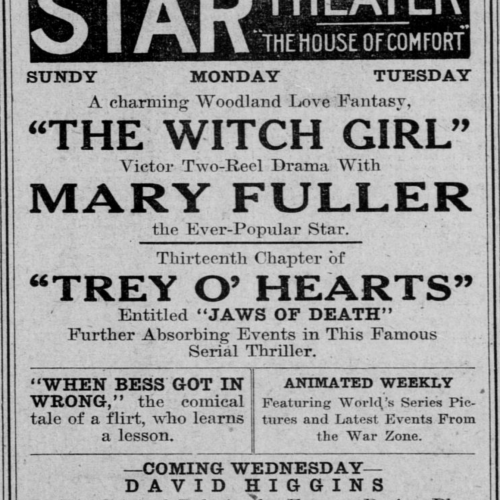 STAR THEATER
"THE HOUSE OF COMFORT"
SUNDY MONDAY TUESDAY
A charming Woodland Love Fantasy,
"THE WITCH GIRL"
Victor Two-Reel Drama With
MARY FULLER
the Ever-Popular Star.
Thirteenth Chapter of
"TREY O' HEARTS"
Entitled "JAWS OF DEATH"
Further Absorbing Events in This Famous
Serial Thriller.
"WHEN BESS GOT IN
WRONG," the comical
tale of a flirt, who learns
a lesson.
ANIMATED WEEKLY
Featuring World's Series Pic-
tures and Latest Events From
the War Zone.
—COMING WEDNESDAY—
DAVID HIGGINS